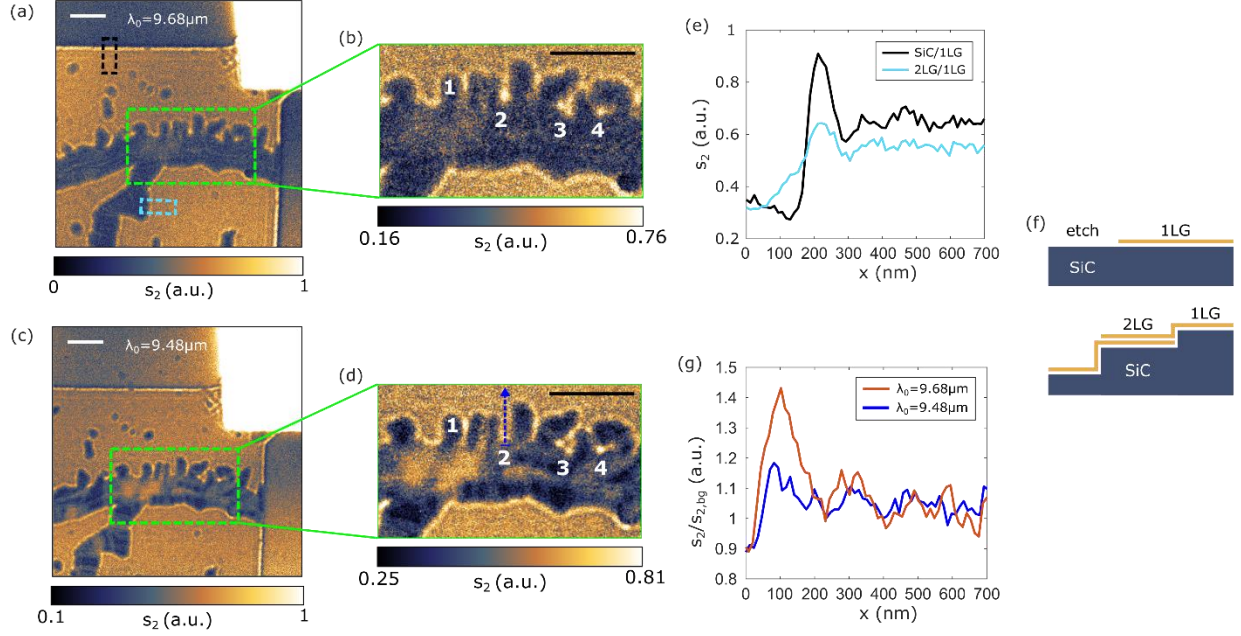 (a)
λ₀=9.68µm
0
1
s₂ (a.u.)
(b)
1
2
3
4
0.16
0.76
s₂ (a.u.)
(c)
λ₀=9.48µm
0.1
1
s₂ (a.u.)
(d)
1
2
3
4
0.25
0.81
s₂ (a.u.)
(e)
SiC/1LG
2LG/1LG
1
0.8
0.6
0.4
0.2
s₂ (a.u.)
0 100 200 300 400 500 600 700
x (nm)
(f)
etch 1LG
SiC
2LG 1LG
SiC
(g)
λ₀=9.68µm
λ₀=9.48µm
1.5
1.4
1.3
1.2
1.1
1
0.9
0.8
s₂/s₂,bg (a.u.)
0 100 200 300 400 500 600 700
x (nm)